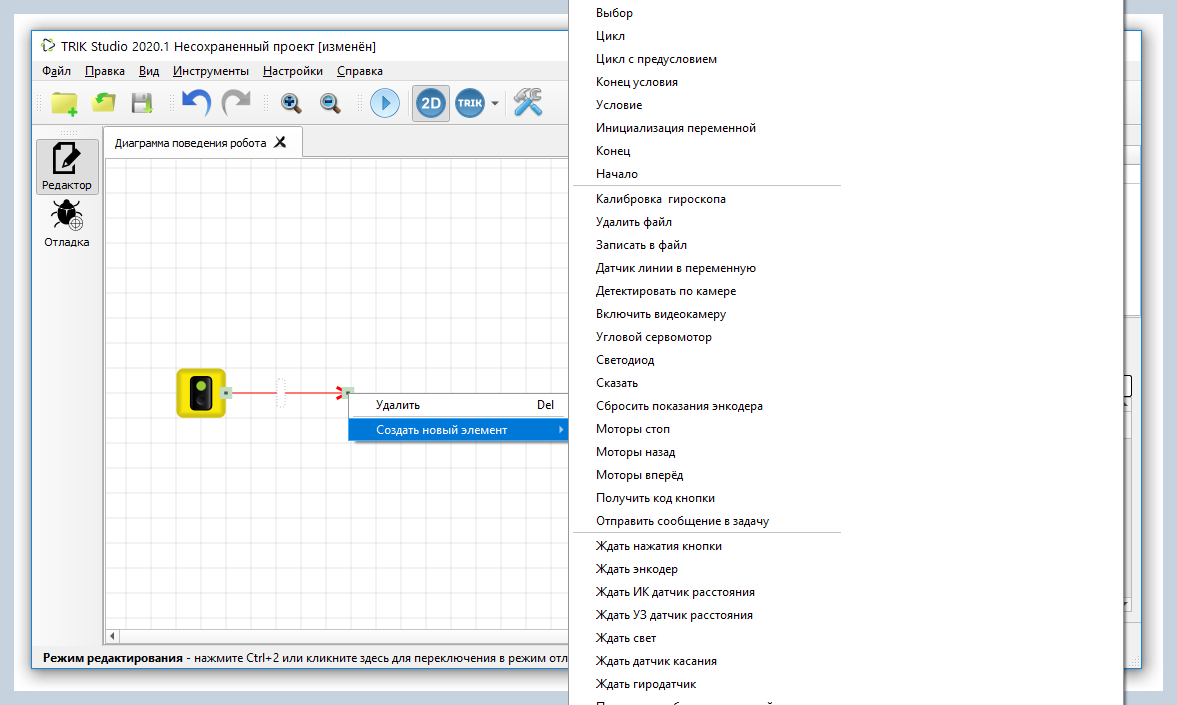 TRIK Studio 2020.1 Несохраненный проект [изменён]
Файл Правка Вид Инструменты Настройки Справка
2D TRIK
Диаграмма поведения робота
Редактор
Отладка
Удалить Del
Создать новый элемент
Выбор
Цикл
Цикл с предусловием
Конец условия
Условие
Инициализация переменной
Конец
Начало
Калибровка гироскопа
Удалить файл
Записать в файл
Датчик линии в переменную
Детектировать по камере
Включить видеокамеру
Угловой сервомотор
Светодиод
Сказать
Сбросить показания энкодера
Моторы стоп
Моторы назад
Моторы вперёд
Получить код кнопки
Отправить сообщение в задачу
Ждать нажатия кнопки
Ждать энкодер
Ждать ИК датчик расстояния
Ждать УЗ датчик расстояния
Ждать свет
Ждать датчик касания
Ждать гиродатчик
Режим редактирования - нажмите Ctrl+2 или кликните здесь для переключения в режим отл